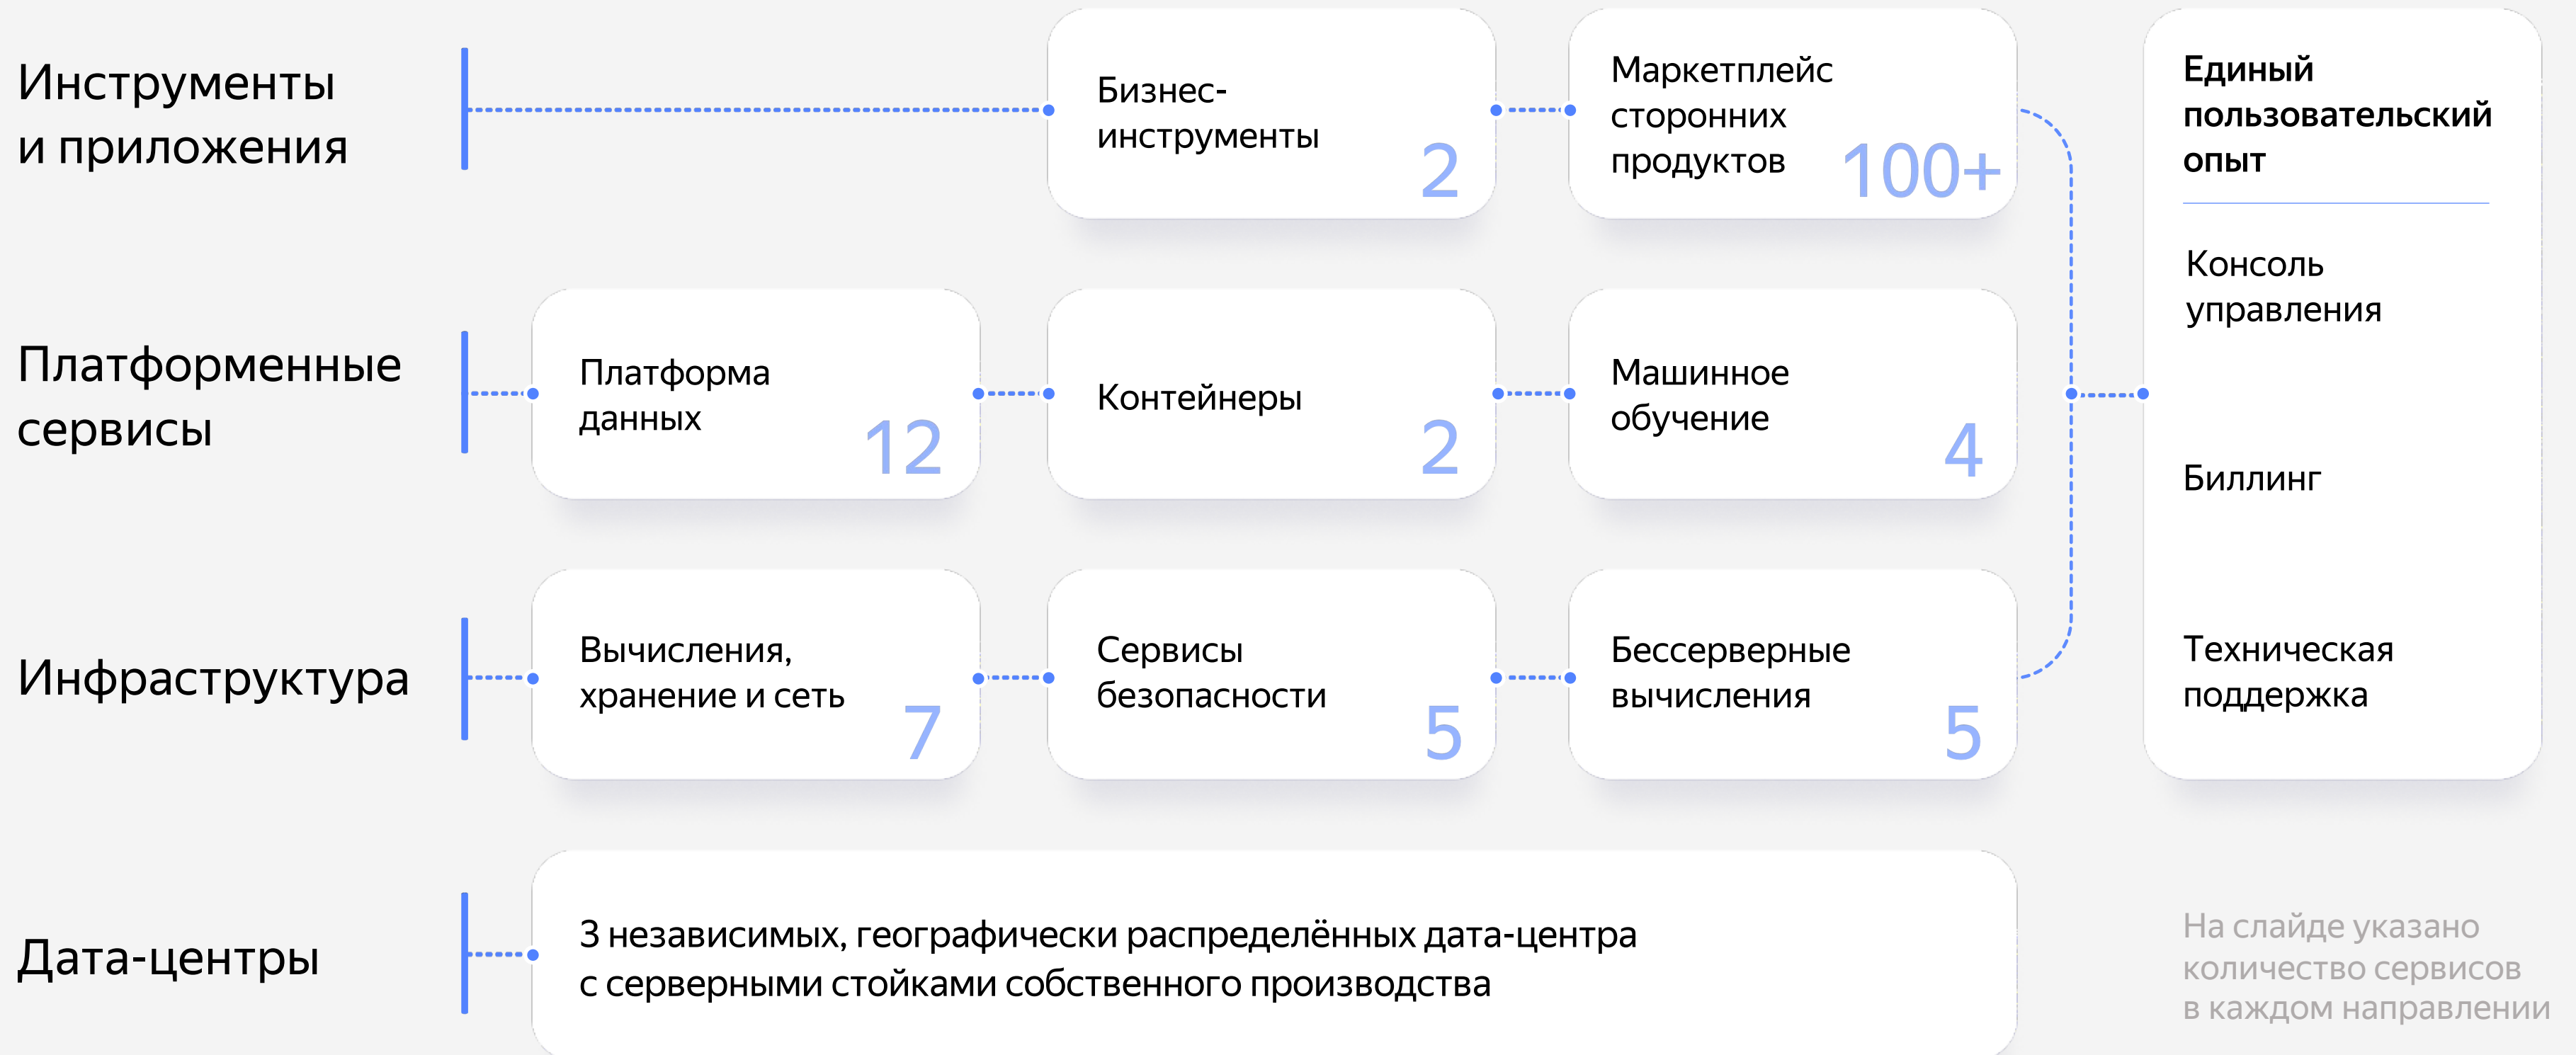 Инструменты
и приложения
Бизнес-
инструменты
2
Маркетплейс
сторонних
продуктов
100+
Платформенные
сервисы
Платформа
данных
12
Контейнеры
2
Машинное
обучение
4
Инфраструктура
Вычисления,
хранение и сеть
7
Сервисы
безопасности
5
Бессерверные
вычисления
5
Дата-центры
3 независимых, географически распределённых дата-центра
с серверными стойками собственного производства
Единый
пользовательский
опыт
Консоль
управления
Биллинг
Техническая
поддержка
На слайде указано
количество сервисов
в каждом направлении